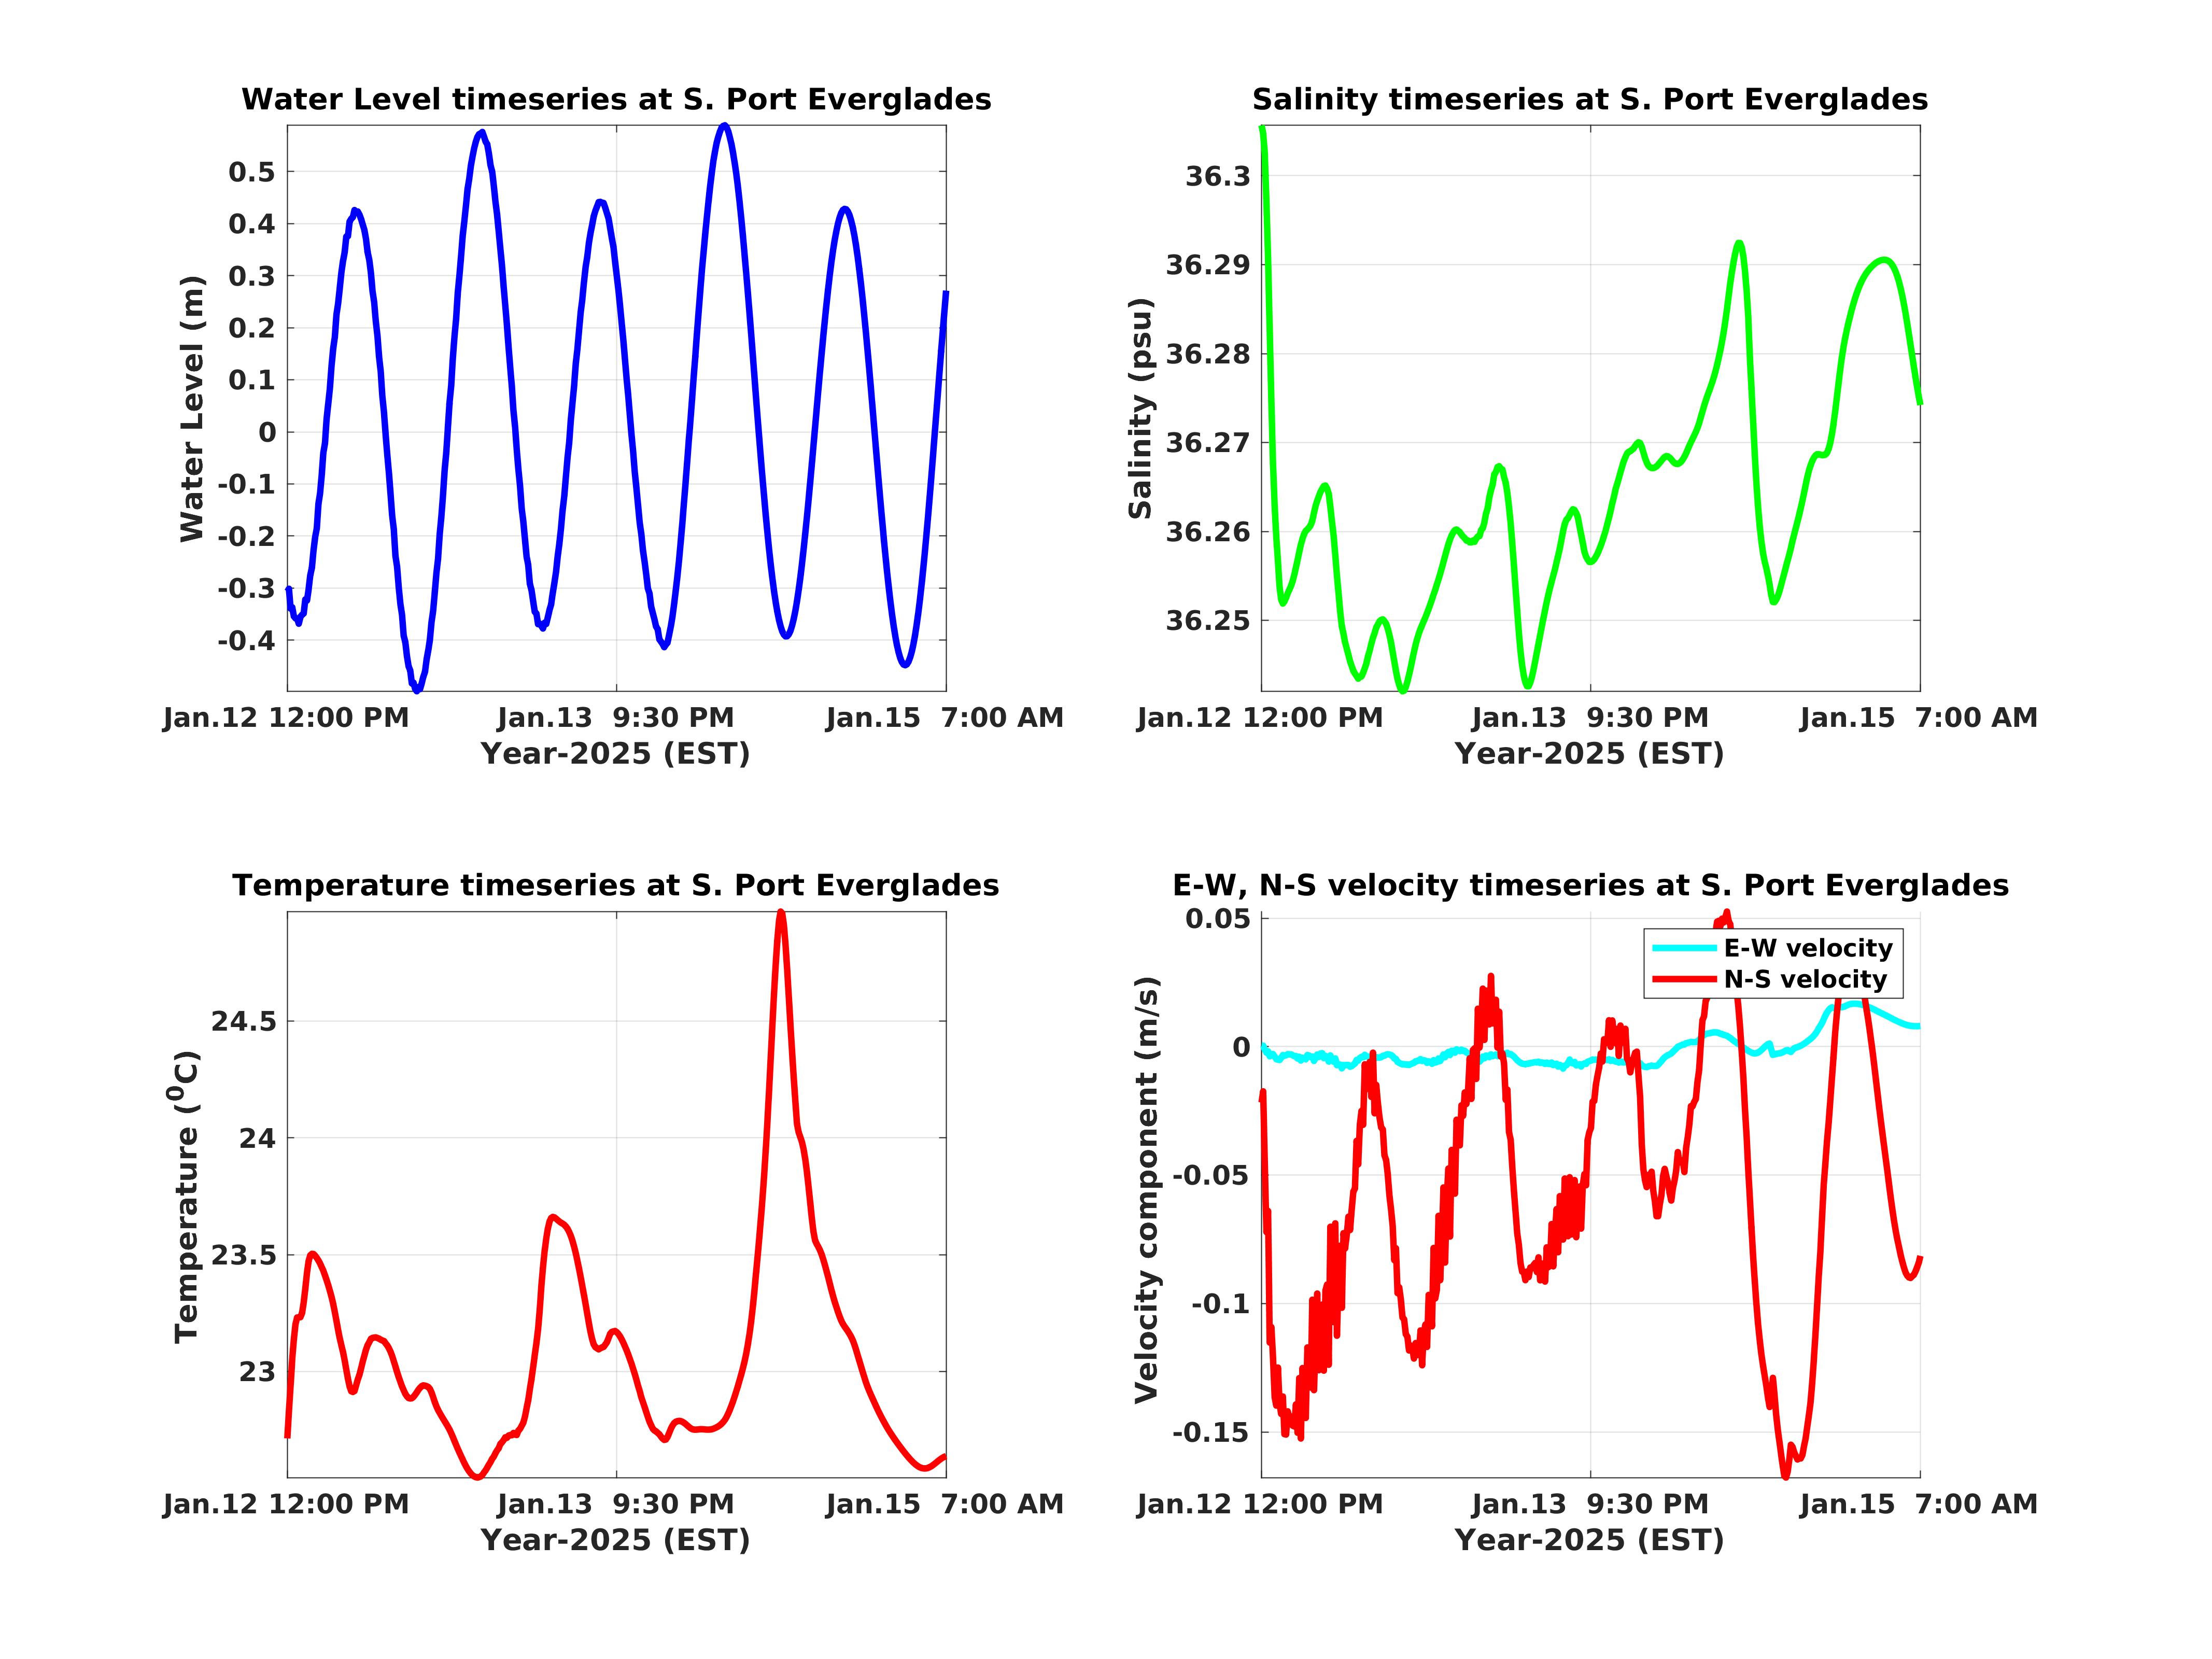 Water Level timeseries at S. Port Everglades
Water Level (m)
0.5
0.4
0.3
0.2
0.1
0
-0.1
-0.2
-0.3
-0.4
Jan.12 12:00 PM
Jan.13  9:30 PM
Jan.15  7:00 AM
Year-2025 (EST)
Salinity timeseries at S. Port Everglades
Salinity (psu)
36.3
36.29
36.28
36.27
36.26
36.25
Jan.12 12:00 PM
Jan.13  9:30 PM
Jan.15  7:00 AM
Year-2025 (EST)
Temperature timeseries at S. Port Everglades
Temperature (⁰C)
24.5
24
23.5
23
Jan.12 12:00 PM
Jan.13  9:30 PM
Jan.15  7:00 AM
Year-2025 (EST)
E-W, N-S velocity timeseries at S. Port Everglades
Velocity component (m/s)
0.05
0
-0.05
-0.1
-0.15
E-W velocity
N-S velocity
Jan.12 12:00 PM
Jan.13  9:30 PM
Jan.15  7:00 AM
Year-2025 (EST)